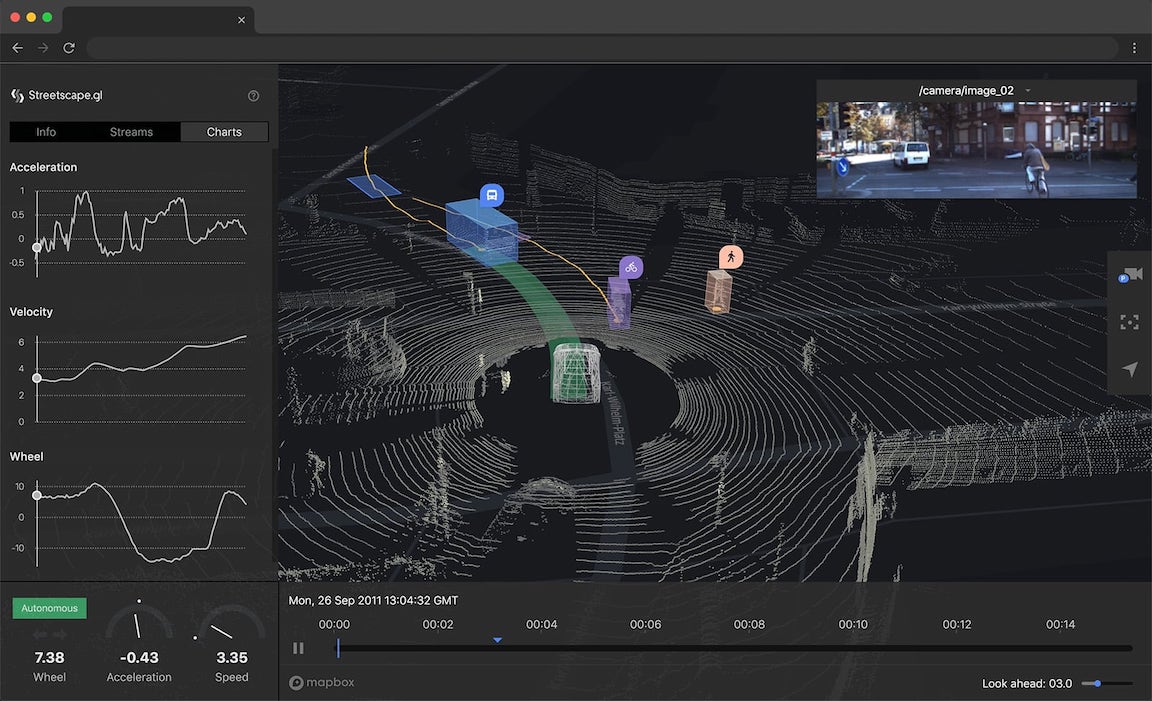 Streetscape.gl
Info Streams Charts
Acceleration
1
0.5
0
-0.5
Velocity
6
4
2
0
Wheel
10
0
-10
Autonomous
7.38 -0.43 3.35
Wheel Acceleration Speed
/camera/image_02
Karl-Wilhelm-Platz
Mon, 26 Sep 2011 13:04:32 GMT
00:00 00:02 00:04 00:06 00:08 00:10 00:12 00:14
mapbox
Look ahead: 03.0